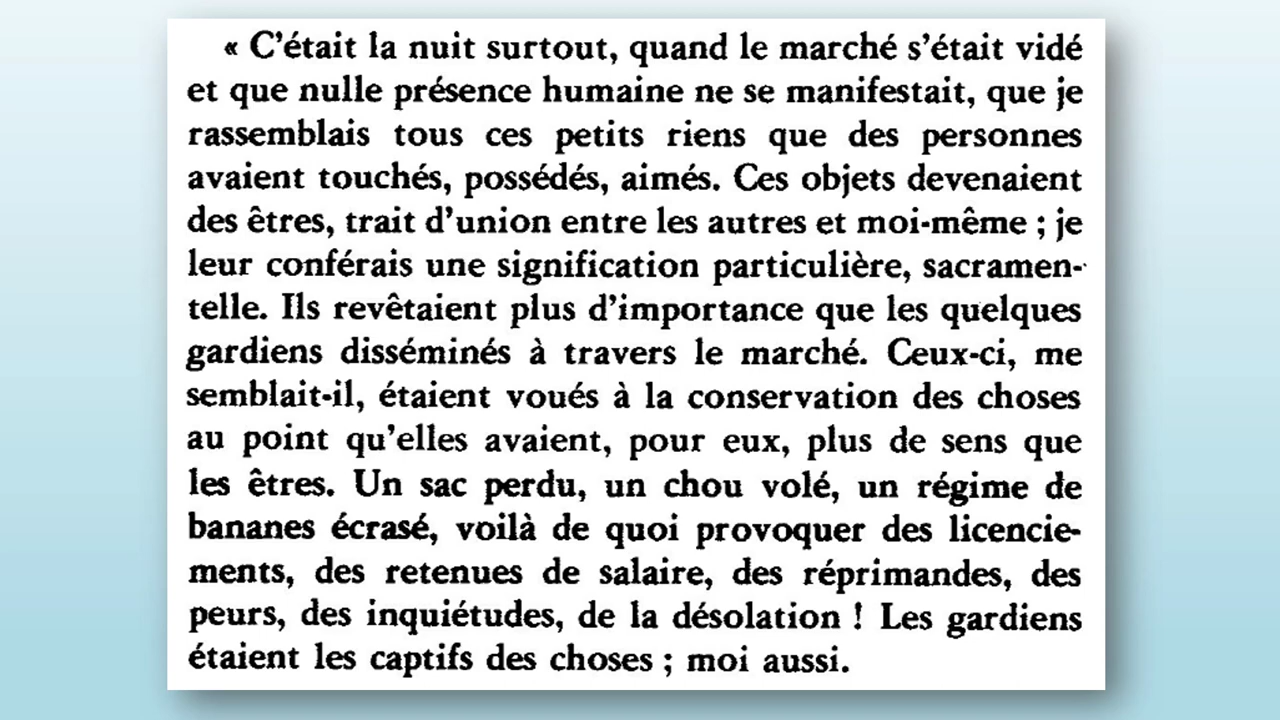 « C'était la nuit surtout, quand le marché s'était vidé
et que nulle présence humaine ne se manifestait, que je
rassemblais tous ces petits riens que des personnes
avaient touchés, possédés, aimés. Ces objets devenaient
des êtres, trait d'union entre les autres et moi-même ; je
leur conférais une signification particulière, sacramen-
telle. Ils revêtaient plus d'importance que les quelques
gardiens disséminés à travers le marché. Ceux-ci, me
semblait-il, étaient voués à la conservation des choses
au point qu'elles avaient, pour eux, plus de sens que
les êtres. Un sac perdu, un chou volé, un régime de
bananes écrasé, voilà de quoi provoquer des licencie-
ments, des retenues de salaire, des réprimandes, des
peurs, des inquiétudes, de la désolation ! Les gardiens
étaient les captifs des choses ; moi aussi.